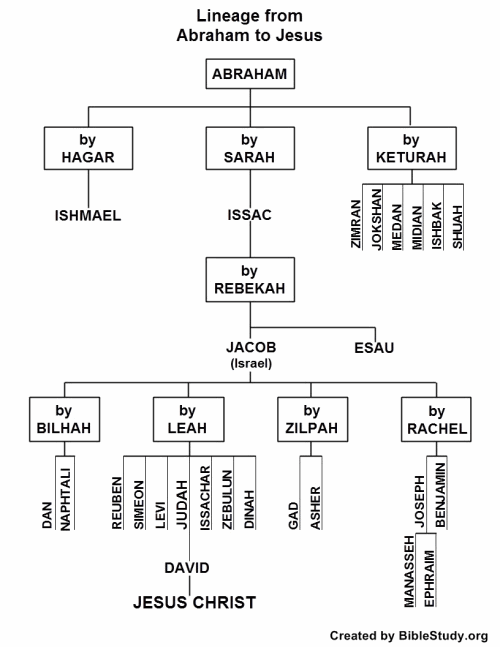 Lineage from
Abraham to Jesus
ABRAHAM
by
HAGAR
by
SARAH
by
KETURAH
ISHMAEL
ISSAC
ZIMRAN
JOKSHAN
MEDAN
MIDIAN
ISHBAK
SHUAH
by
REBEKAH
JACOB
(Israel)
ESAU
by
BILHAH
by
LEAH
by
ZILPAH
by
RACHEL
DAN
NAPHTALI
REUBEN
SIMEON
LEVI
JUDAH
ISSACHAR
ZEBULUN
DINAH
GAD
ASHER
JOSEPH
BENJAMIN
MANASSEH
EPHRAIM
DAVID
JESUS CHRIST
Created by BibleStudy.org